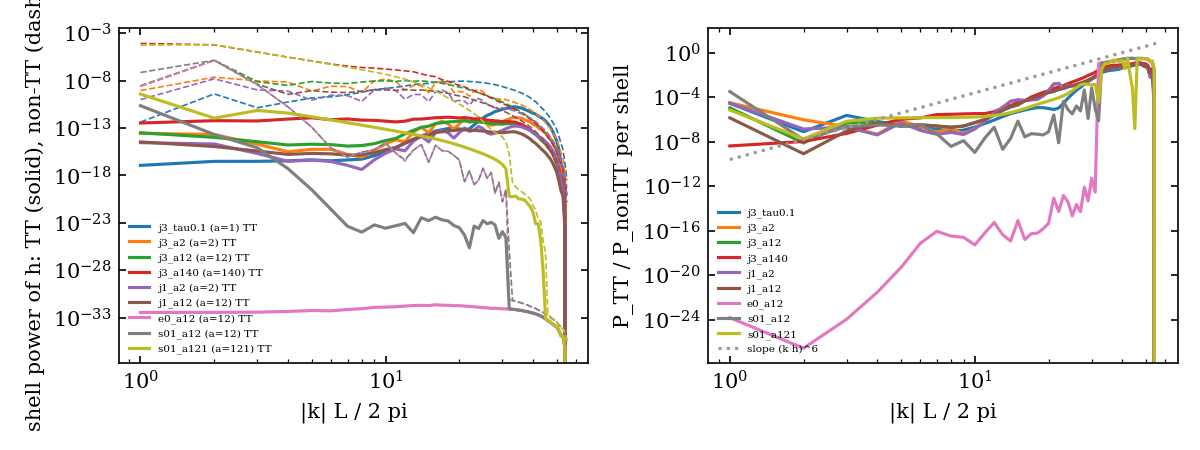 shell power of h: TT (solid), non-TT (dash
10^{-3}
10^{-8}
10^{-13}
10^{-18}
10^{-23}
10^{-28}
10^{-33}
j3_tau0.1 (a=1) TT
j3_a2 (a=2) TT
j3_a12 (a=12) TT
j3_a140 (a=140) TT
j1_a2 (a=2) TT
j1_a12 (a=12) TT
e0_a12 (a=12) TT
s01_a12 (a=12) TT
s01_a121 (a=121) TT
10^0
10^1
|k| L / 2 pi
P_TT / P_nonTT per shell
10^0
10^{-4}
10^{-8}
10^{-12}
10^{-16}
10^{-20}
10^{-24}
j3_tau0.1
j3_a2
j3_a12
j3_a140
j1_a2
j1_a12
e0_a12
s01_a12
s01_a121
slope (k h)^6
10^0
10^1
|k| L / 2 pi